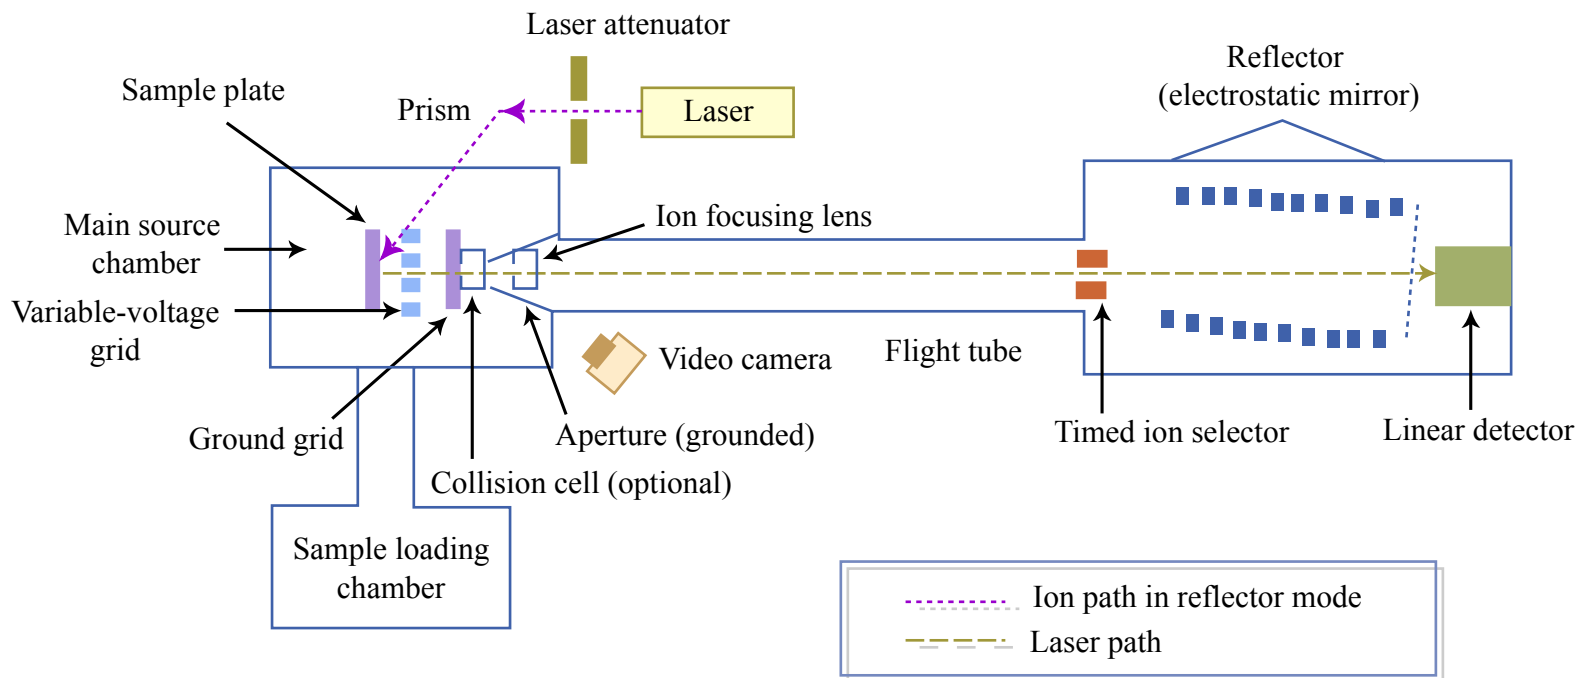 Laser attenuator
Reflector
(electrostatic mirror)
Sample plate
Prism
Laser
Main source
chamber
Ion focusing lens
Variable-voltage
grid
Video camera
Flight tube
Ground grid
Aperture (grounded)
Timed ion selector
Linear detector
Collision cell (optional)
Sample loading
chamber
Ion path in reflector mode
Laser path